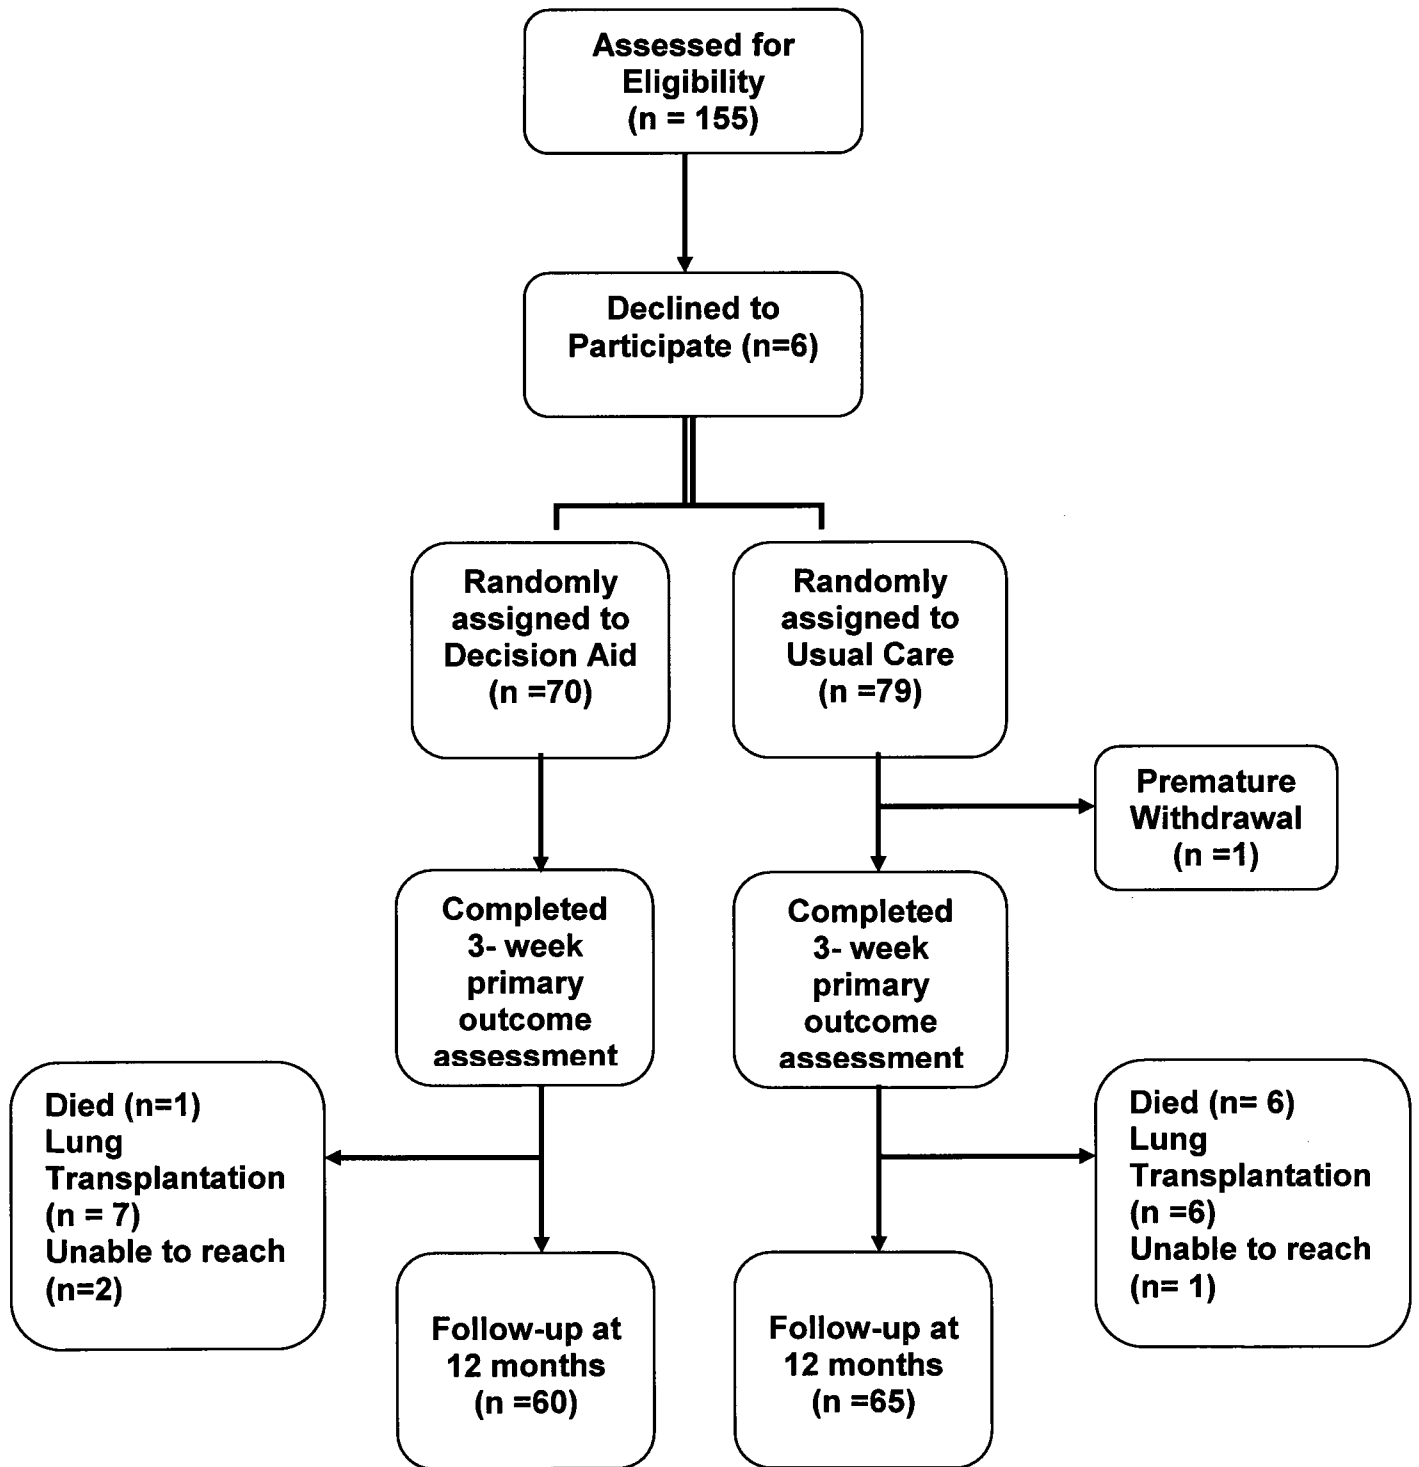 Assessed for
Eligibility
(n = 155)
Declined to
Participate (n=6)
Randomly
assigned to
Decision Aid
(n =70)
Randomly
assigned to
Usual Care
(n =79)
Premature
Withdrawal
(n =1)
Completed
3- week
primary
outcome
assessment
Completed
3- week
primary
outcome
assessment
Died (n=1)
Lung
Transplantation
(n = 7)
Unable to reach
(n=2)
Died (n= 6)
Lung
Transplantation
(n =6)
Unable to reach
(n= 1)
Follow-up at
12 months
(n =60)
Follow-up at
12 months
(n =65)